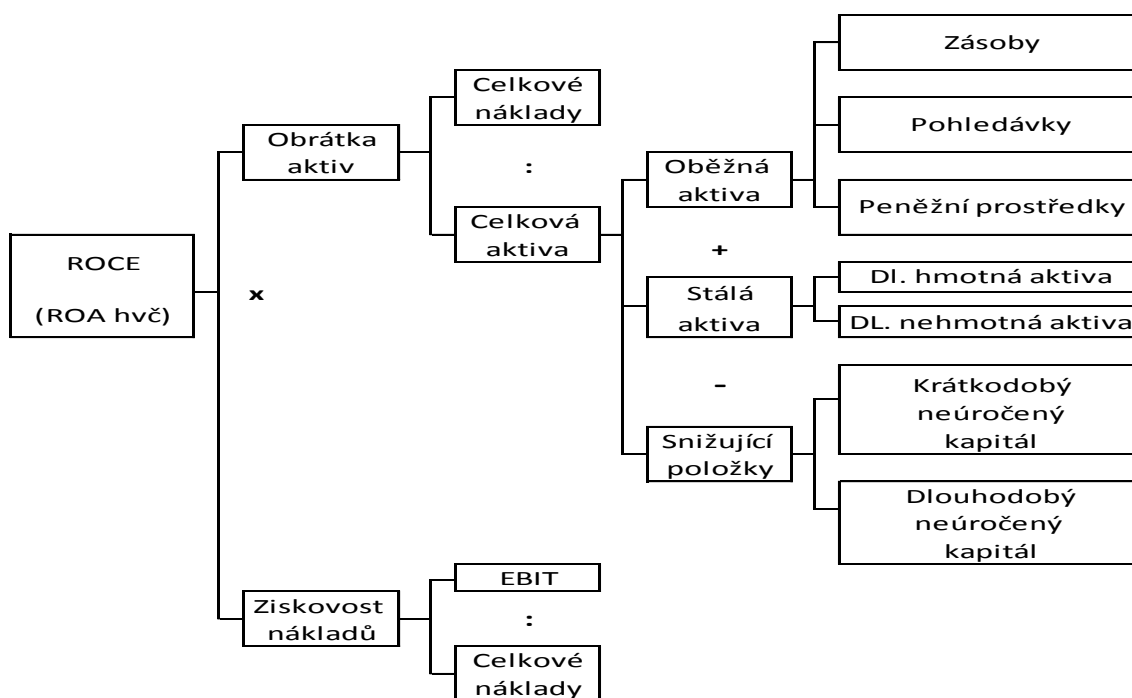 Zásoby
Celkové
náklady
Pohledávky
Obrátka
aktiv
:
Oběžná
aktiva
Peněžní prostředky
Celková
aktiva
+
ROCE
(ROA hvč)
x
Stálá
aktiva
Dl. hmotná aktiva
DL. nehmotná aktiva
-
Krátkodobý
neúročený
kapitál
Snižující
položky
Dlouhodobý
neúročený
kapitál
EBIT
Ziskovost
nákladů
:
Celkové
náklady